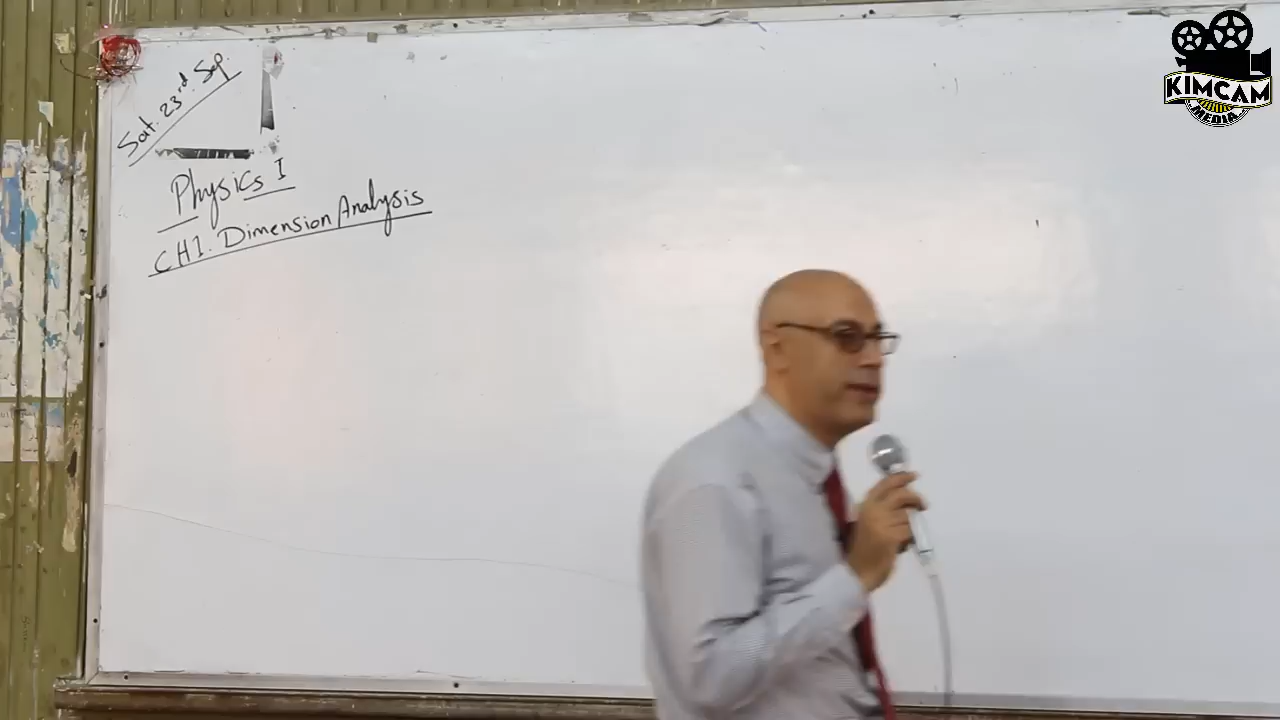 Sat. 23rd. Sep.
Physics I
CH1. Dimension Analysis
KIMCAM
MEDIA